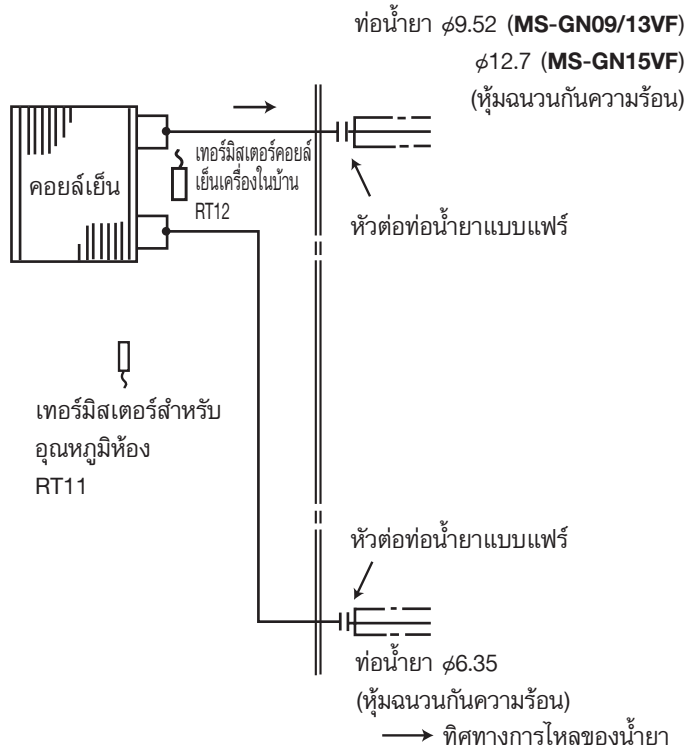 ท่อน้ำยา ⌀9.52 (MS-GN09/13VF)
⌀12.7 (MS-GN15VF)
(หุ้มฉนวนกันความร้อน)
คอยล์เย็น
เทอร์มิสเตอร์คอยล์
เย็นเครื่องในบ้าน
RT12
หัวต่อท่อน้ำยาแบบแฟร์
เทอร์มิสเตอร์สำหรับ
อุณหภูมิห้อง
RT11
หัวต่อท่อน้ำยาแบบแฟร์
ท่อน้ำยา ⌀6.35
(หุ้มฉนวนกันความร้อน)
ทิศทางการไหลของน้ำยา